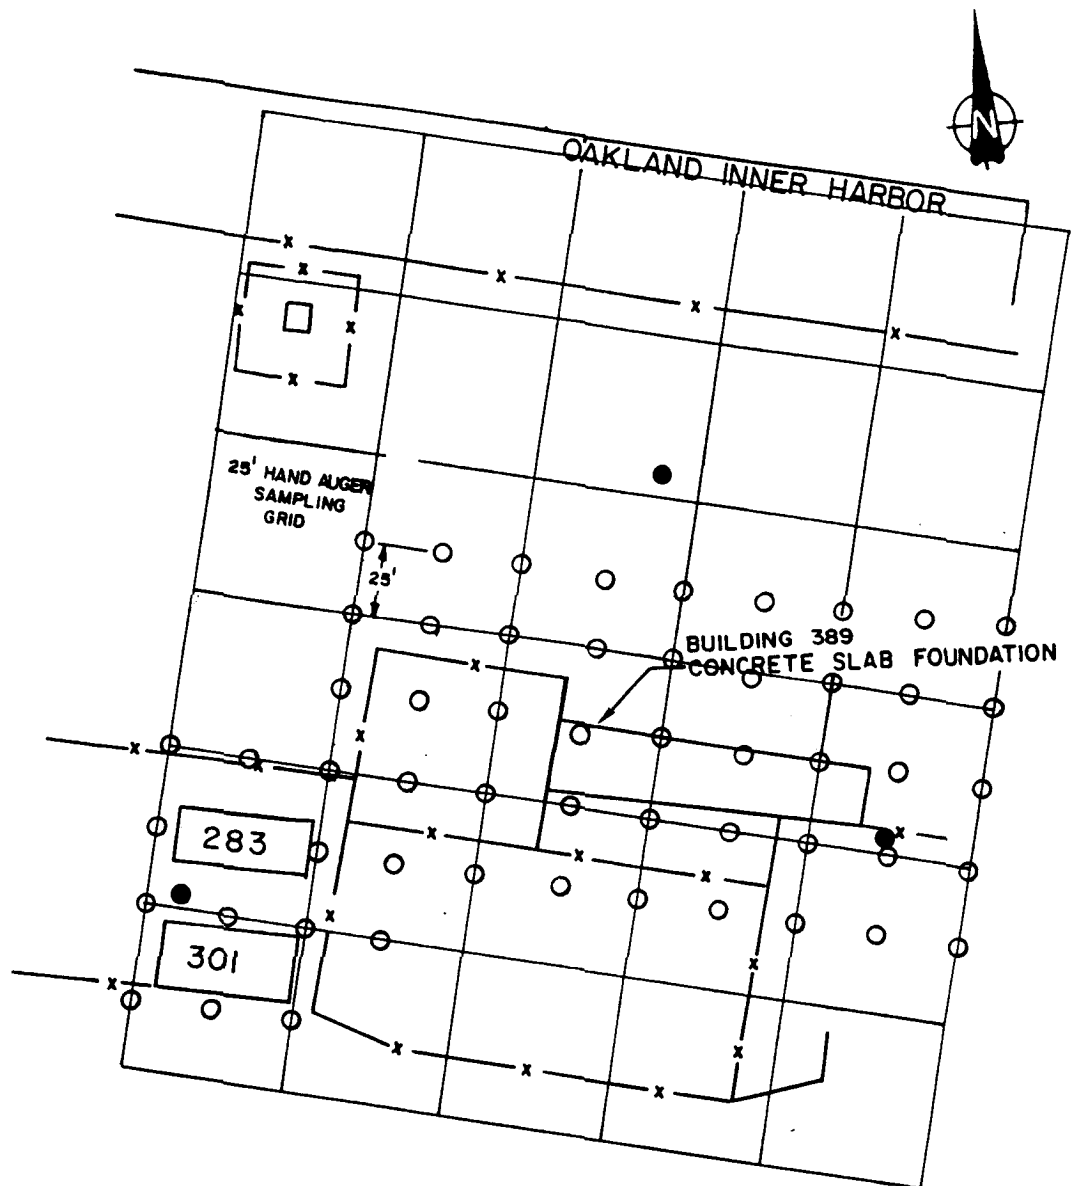 N
OAKLAND INNER HARBOR
25' HAND AUGER
SAMPLING
GRID
25'
BUILDING 389
CONCRETE SLAB FOUNDATION
283
301